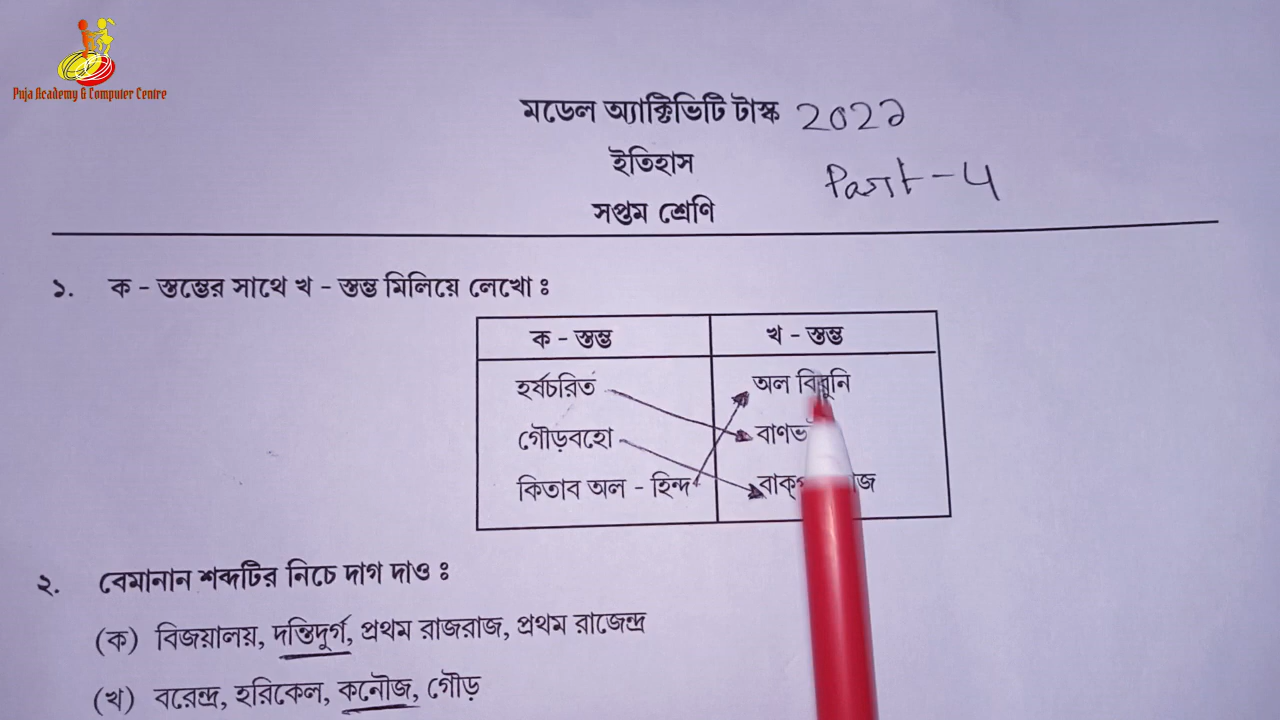 Puja Academy & Computer Centre
মডেল অ্যাক্টিভিটি টাস্ক 2022
ইতিহাস Part-4
সপ্তম শ্রেণি
১. ক - স্তম্ভের সাথে খ - স্তম্ভ মিলিয়ে লেখো :
ক - স্তম্ভ খ - স্তম্ভ
হর্ষচরিত অল বিরুনি
গৌড়বহো
কিতাব অল - হিন্দ
২. বেমানান শব্দটির নিচে দাগ দাও :
(ক) বিজয়ালয়, দন্তিদুর্গ, প্রথম রাজরাজ, প্রথম রাজেন্দ্র
(খ) বরেন্দ্র, হরিকেল, কনৌজ, গৌড়